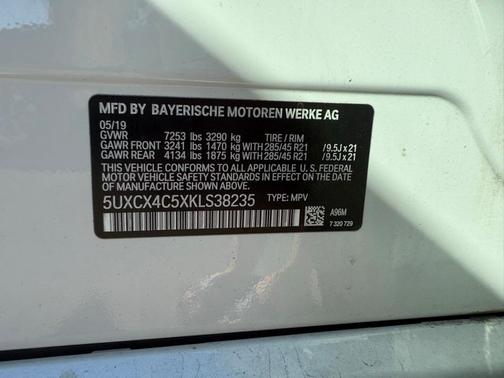 MFD BY BAYERISCHE MOTOREN WERKE AG
05/19
GVWR 7253 lbs 3290 kg TIRE / RIM
GAWR FRONT 3241 lbs 1470 kg WITH 285/45 R21 /9.5J x 21
GAWR REAR 4134 lbs 1875 kg WITH 285/45 R21 /9.5J x 21
THIS VEHICLE CONFORMS TO ALL APPLICABLE U. S. FEDERAL
MOTOR VEHICLE SAFETY STANDARDS IN EFFECT
ON THE DATE OF MANUFACTURE SHOWN ABOVE.
5UXCX4C5XKLS38235 TYPE: MPV
A96M
7 320 729